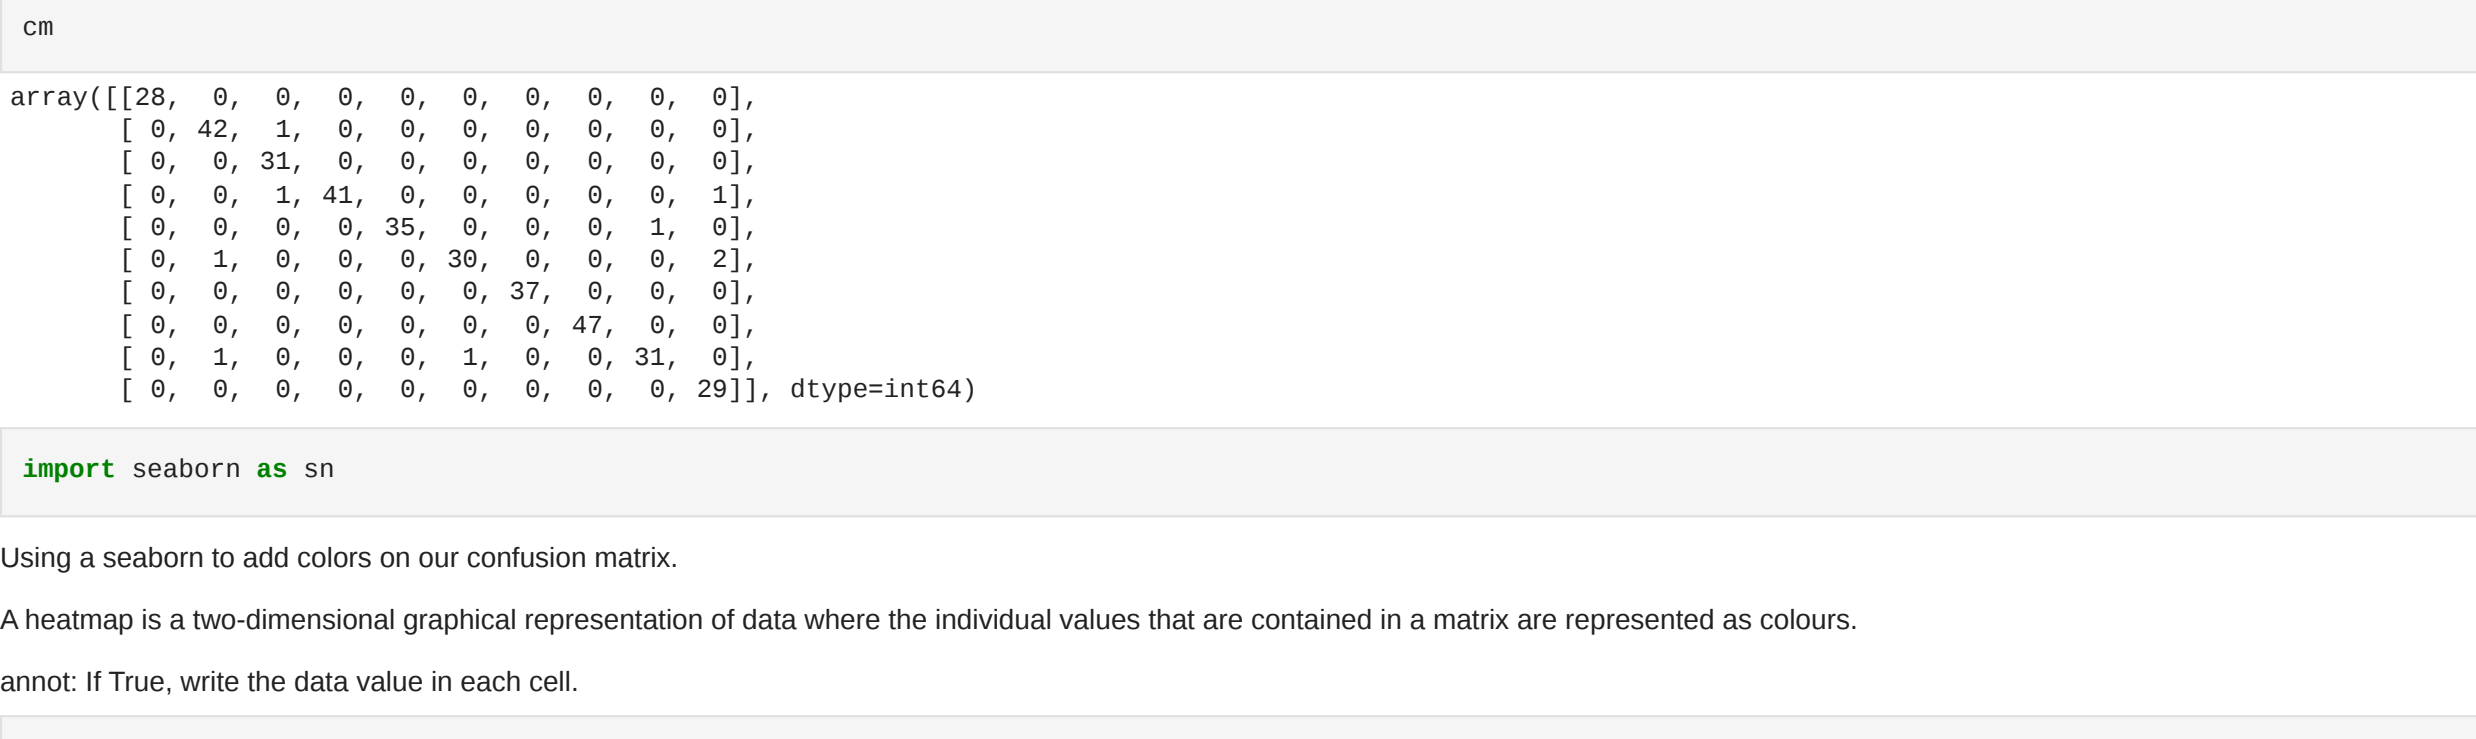 cm
array([[28,  0,  0,  0,  0,  0,  0,  0,  0,  0],
       [ 0, 42,  1,  0,  0,  0,  0,  0,  0,  0],
       [ 0,  0, 31,  0,  0,  0,  0,  0,  0,  0],
       [ 0,  0,  1, 41,  0,  0,  0,  0,  0,  1],
       [ 0,  0,  0,  0, 35,  0,  0,  0,  1,  0],
       [ 0,  1,  0,  0,  0, 30,  0,  0,  0,  2],
       [ 0,  0,  0,  0,  0,  0, 37,  0,  0,  0],
       [ 0,  0,  0,  0,  0,  0,  0, 47,  0,  0],
       [ 0,  1,  0,  0,  0,  1,  0,  0, 31,  0],
       [ 0,  0,  0,  0,  0,  0,  0,  0,  0, 29]], dtype=int64)
import seaborn as sn
Using a seaborn to add colors on our confusion matrix.
A heatmap is a two-dimensional graphical representation of data where the individual values that are contained in a matrix are represented as colours.
annot: If True, write the data value in each cell.